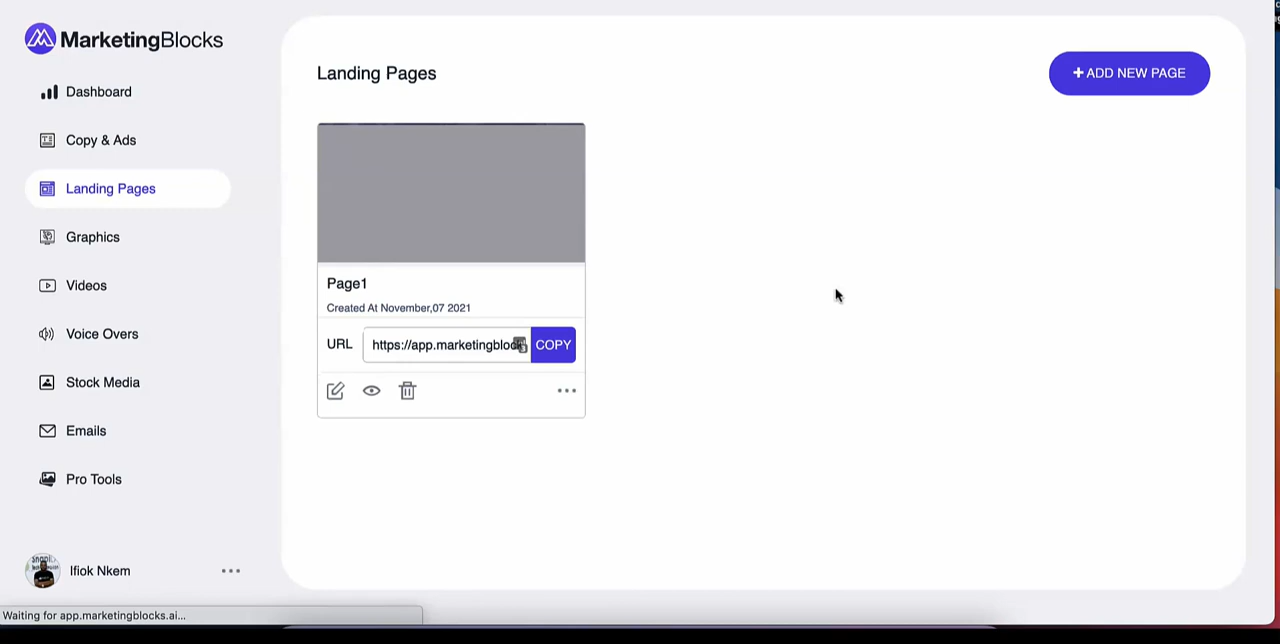 MarketingBlocks
Dashboard
Copy & Ads
Landing Pages
Graphics
Videos
Voice Overs
Stock Media
Emails
Pro Tools
Ifiok Nkem
Landing Pages
+ ADD NEW PAGE
Page1
Created At November,07 2021
URL https://app.marketingbloc COPY
Waiting for app.marketingblocks.ai...